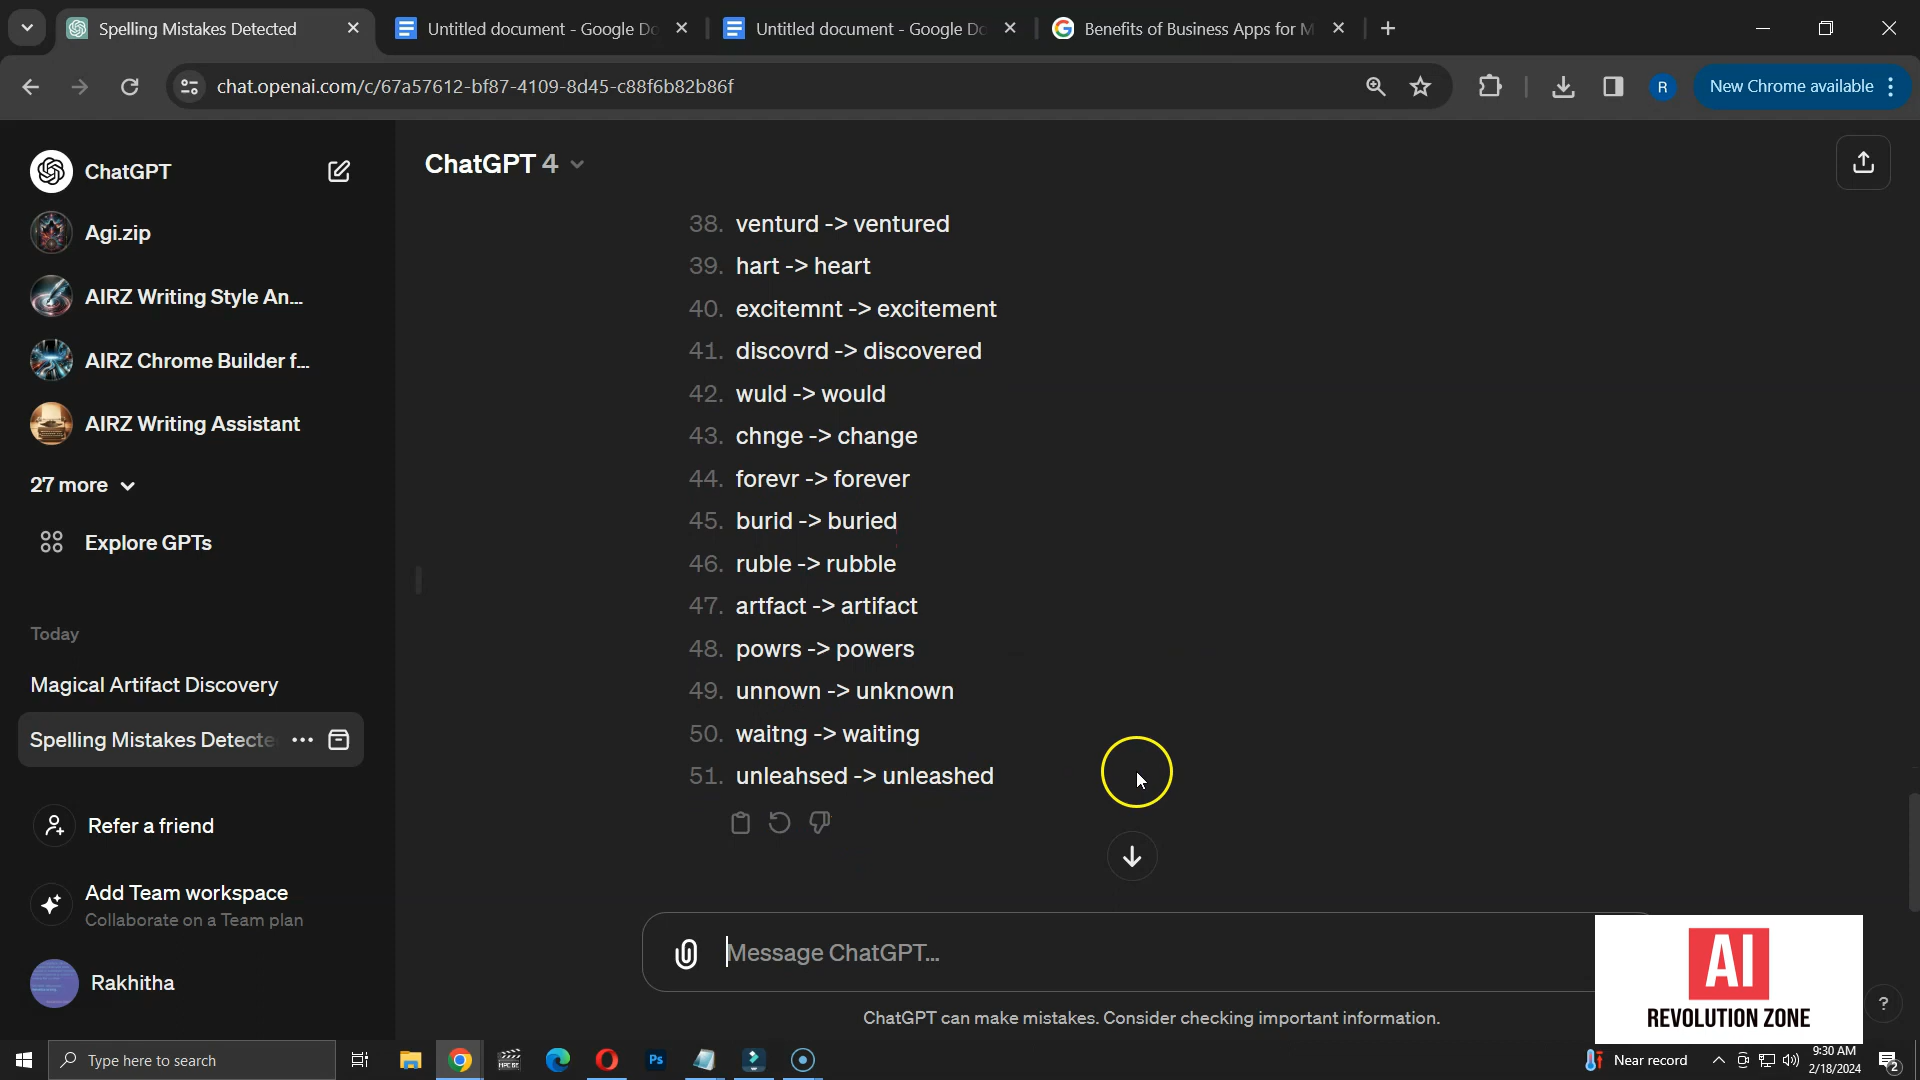 Spelling Mistakes Detected
Untitled document - Google Do
Untitled document - Google Do
Benefits of Business Apps for M
chat.openai.com/c/67a57612-bf87-4109-8d45-c88f6b82b86f
R
New Chrome available
ChatGPT
Agi.zip
AIRZ Writing Style An...
AIRZ Chrome Builder f...
AIRZ Writing Assistant
27 more
Explore GPTs
Today
Magical Artifact Discovery
Spelling Mistakes Detecte
Refer a friend
Add Team workspace
Collaborate on a Team plan
Rakhitha
ChatGPT 4
38. venturd -> ventured
39. hart -> heart
40. excitemnt -> excitement
41. discovrd -> discovered
42. wuld -> would
43. chnge -> change
44. forevr -> forever
45. burid -> buried
46. ruble -> rubble
47. artfact -> artifact
48. powrs -> powers
49. unnown -> unknown
50. waitng -> waiting
51. unleahsed -> unleashed
Message ChatGPT...
ChatGPT can make mistakes. Consider checking important information.
?
AI
REVOLUTION ZONE
Type here to search
Ps
Near record
9:30 AM
2/18/2024
2